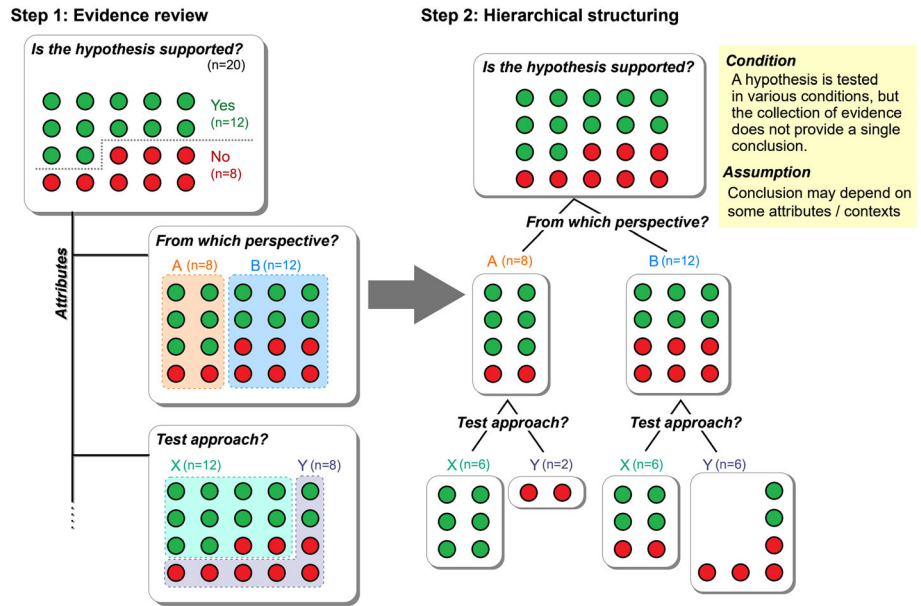 Step 1: Evidence review
Is the hypothesis supported?
(n=20)
Yes
(n=12)
No
(n=8)
Attributes
From which perspective?
A (n=8)
B (n=12)
Test approach?
X (n=12)
Y (n=8)
Step 2: Hierarchical structuring
Is the hypothesis supported?
From which perspective?
A (n=8)
B (n=12)
Test approach?
Test approach?
X (n=6)
Y (n=2)
X (n=6)
Y (n=6)
Condition
A hypothesis is tested
in various conditions, but
the collection of evidence
does not provide a single
conclusion.
Assumption
Conclusion may depend on
some attributes / contexts